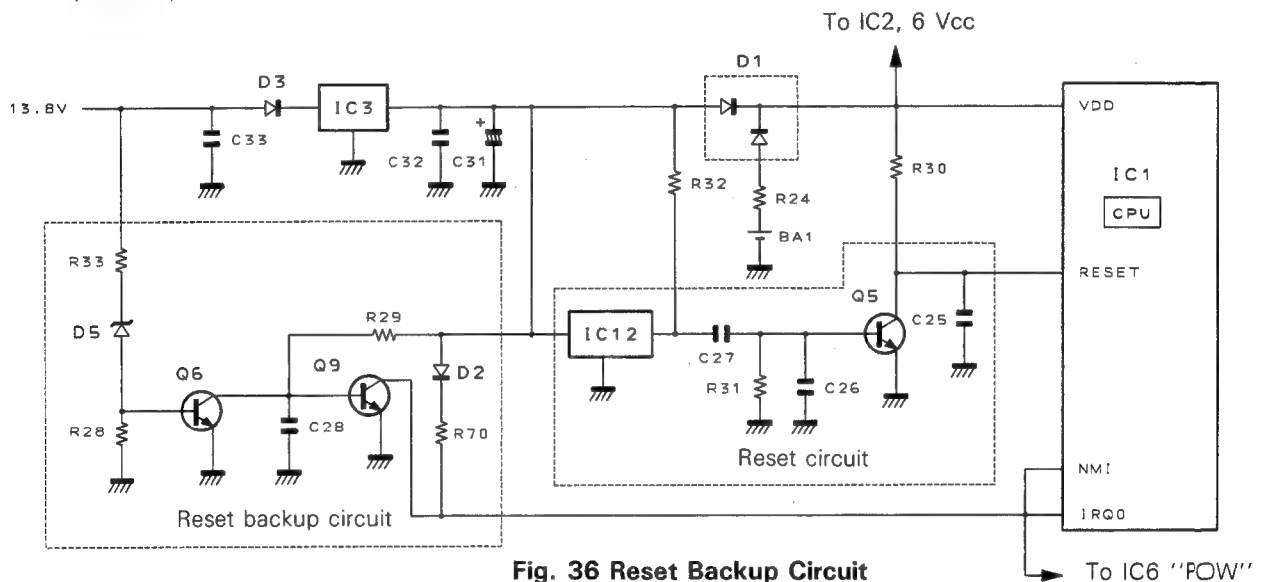 To IC2, 6 Vcc
D1
D3
13.8V
IC3
VDD
C33
C32
C31
+
R32
R24
R30
IC1
CPU
BA1
R33
RESET
Q5
D5
R29
IC12
C25
C27
Q6
Q9
D2
R31
C26
R28
C28
R70
Reset circuit
NMI
Reset backup circuit
IRQ0
Fig. 36 Reset Backup Circuit
To IC6 "POW"